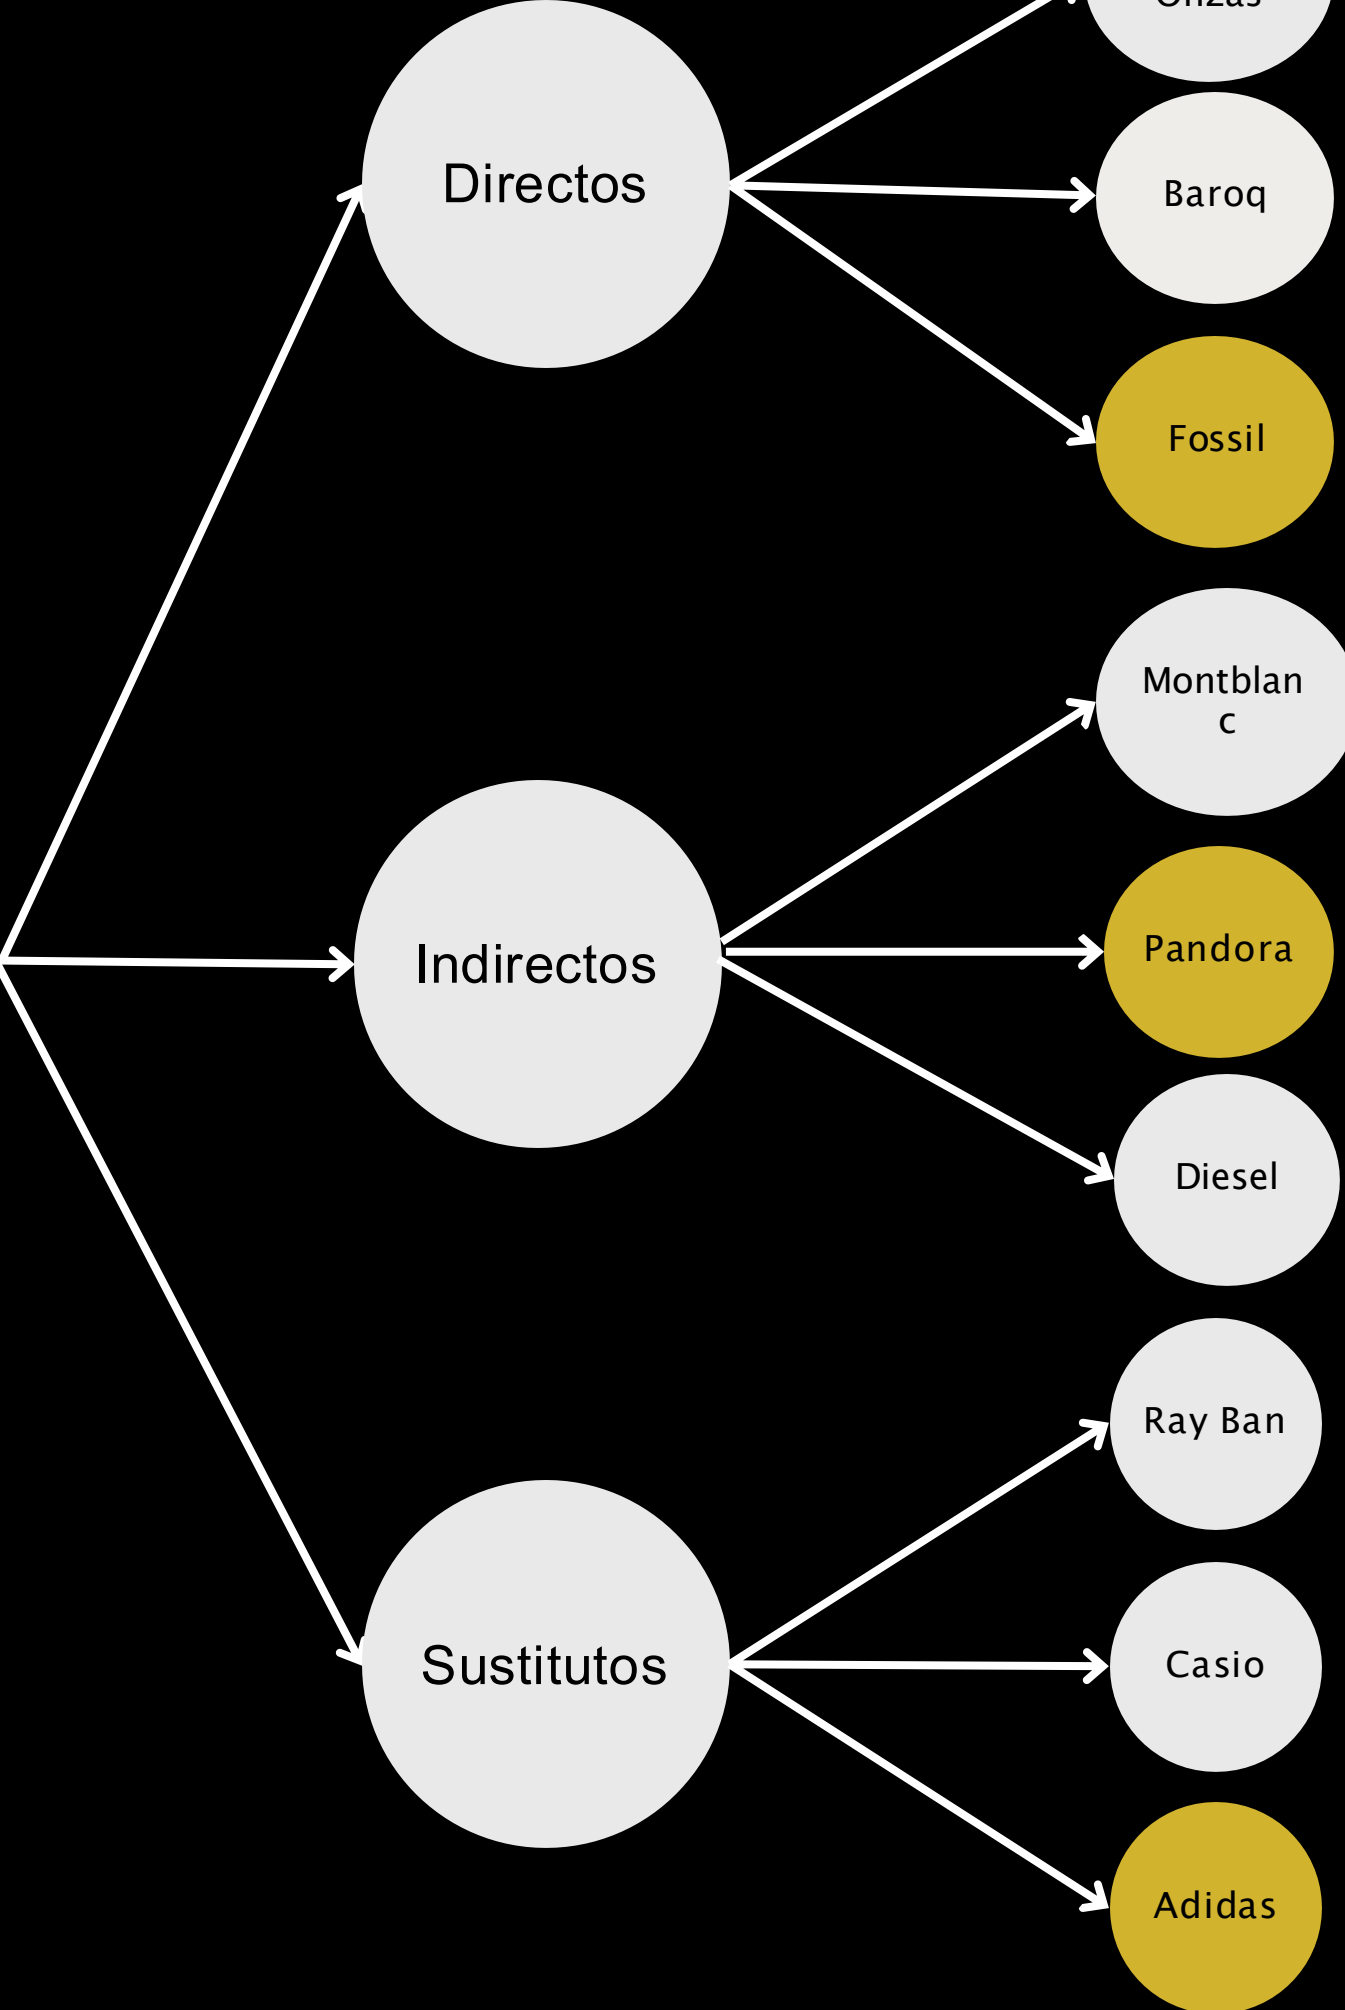 Directos
Baroq
Fossil
Indirectos
Montblan
c
Pandora
Diesel
Sustitutos
Ray Ban
Casio
Adidas